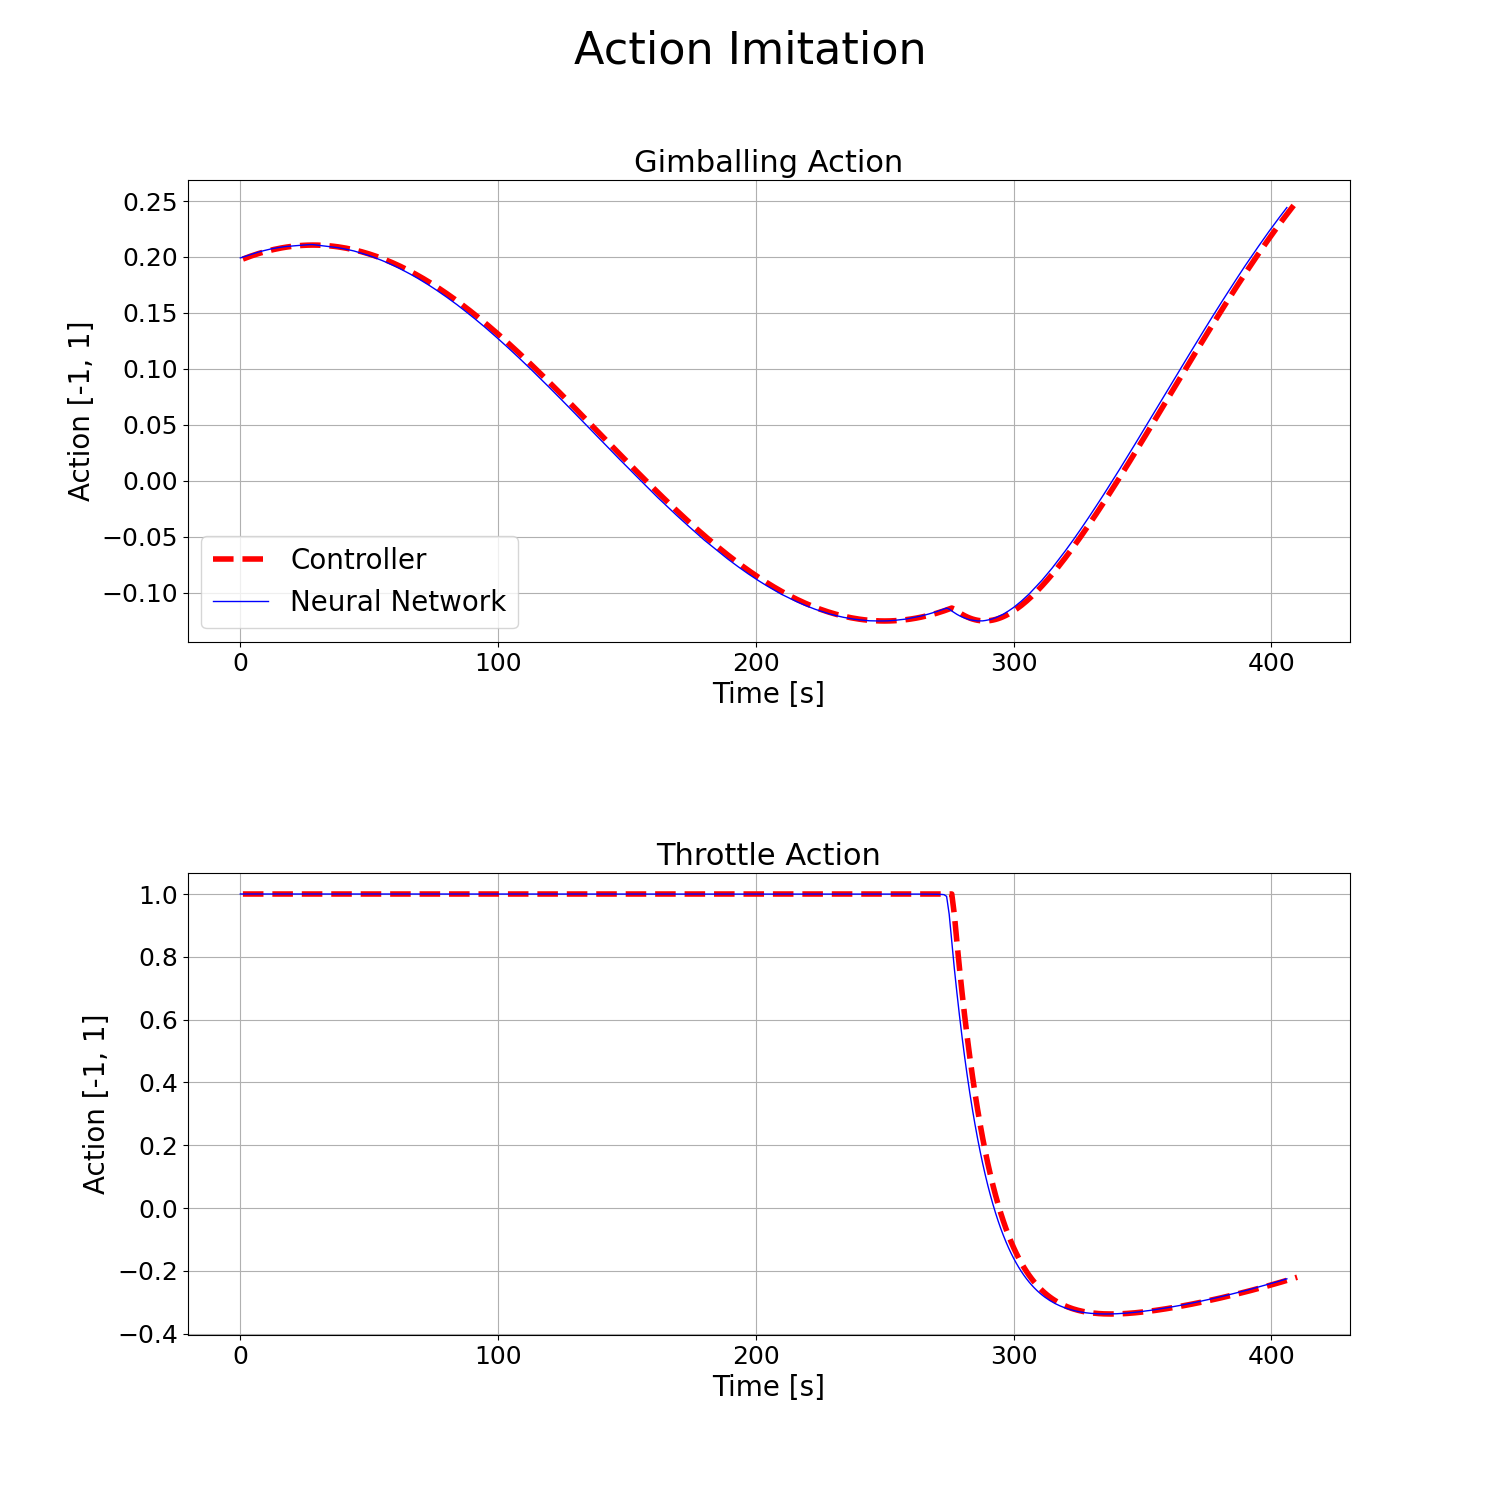 Action Imitation
Gimballing Action
0.25
0.20
0.15
0.10
0.05
0.00
−0.05
−0.10
Action [-1, 1]
Controller
Neural Network
0 100 200 300 400
Time [s]
Throttle Action
1.0
0.8
0.6
0.4
0.2
0.0
−0.2
−0.4
Action [-1, 1]
0 100 200 300 400
Time [s]